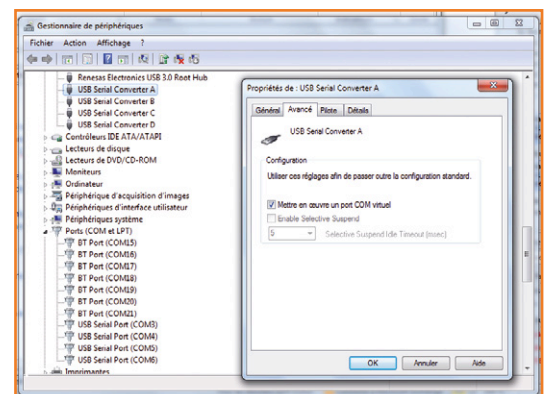 Gestionnaire de périphériques
Fichier Action Affichage ?
Renesas Electronics USB 3.0 Root Hub
USB Serial Converter A
USB Serial Converter B
USB Serial Converter C
USB Serial Converter D
Contrôleurs IDE ATA/ATAPI
Lecteurs de disque
Lecteurs de DVD/CD-ROM
Moniteurs
Ordinateur
Périphérique d'acquisition d'images
Périphériques d'interface utilisateur
Périphériques système
Ports (COM et LPT)
BT Port (COM15)
BT Port (COM16)
BT Port (COM17)
BT Port (COM18)
BT Port (COM19)
BT Port (COM20)
BT Port (COM21)
USB Serial Port (COM3)
USB Serial Port (COM4)
USB Serial Port (COM5)
USB Serial Port (COM6)
Imprimantes
Propriétés de : USB Serial Converter A
Général Avancé Pilote Détails
USB Serial Converter A
Configuration
Utiliser ces réglages afin de passer outre la configuration standard.
Mettre en œuvre un port COM virtuel
Enable Selective Suspend
5 Selective Suspend Idle Timeout (msec)
OK Annuler Aide